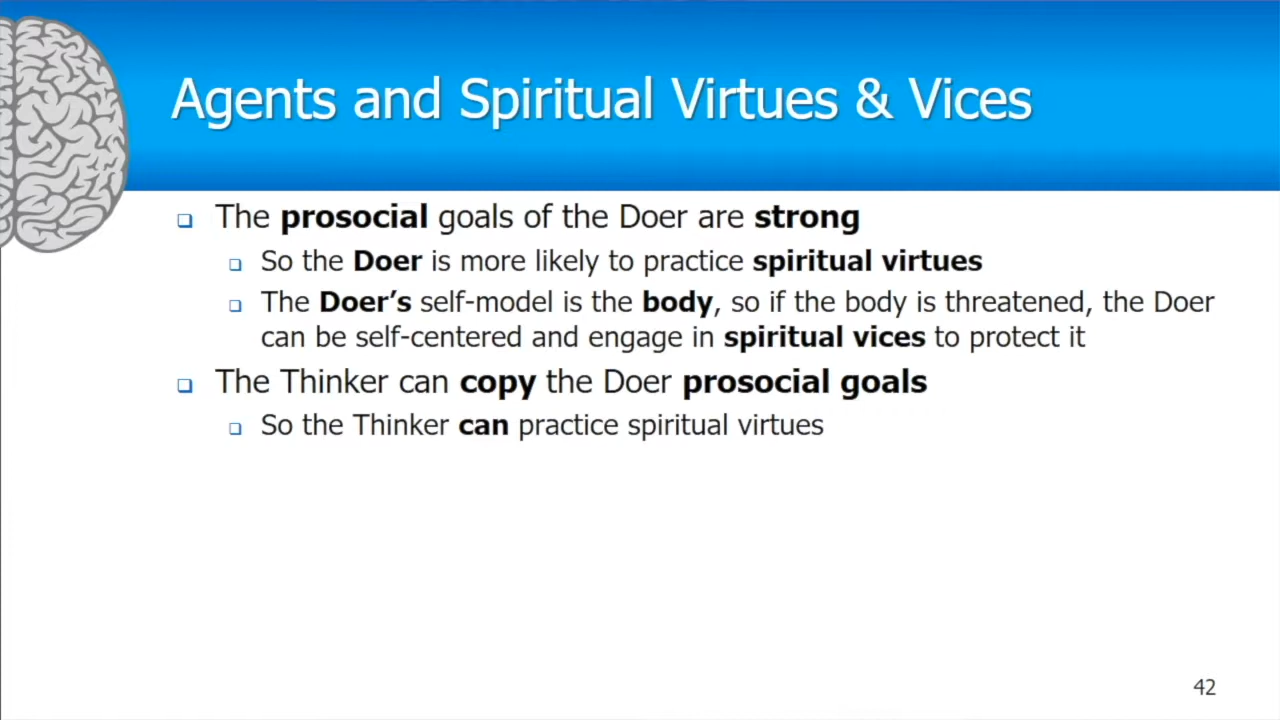 Agents and Spiritual Virtues & Vices
The prosocial goals of the Doer are strong
So the Doer is more likely to practice spiritual virtues
The Doer’s self-model is the body, so if the body is threatened, the Doer
can be self-centered and engage in spiritual vices to protect it
The Thinker can copy the Doer prosocial goals
So the Thinker can practice spiritual virtues
42